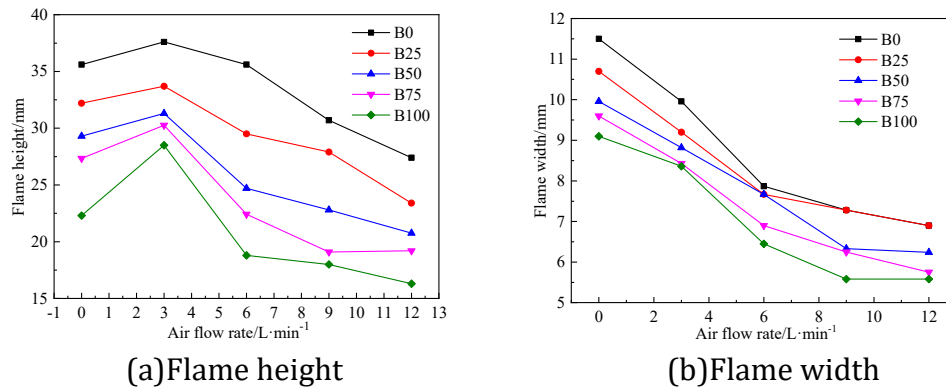 40
35
30
25
20
15
Flame height/mm
B0
B25
B50
B75
B100
-1 0 1 2 3 4 5 6 7 8 9 10 11 12 13
Air flow rate/L·min⁻¹
(a)Flame height
12
11
10
9
8
7
6
5
Flame width/mm
B0
B25
B50
B75
B100
0 2 4 6 8 10 12
Air flow rate/L·min⁻¹
(b)Flame width